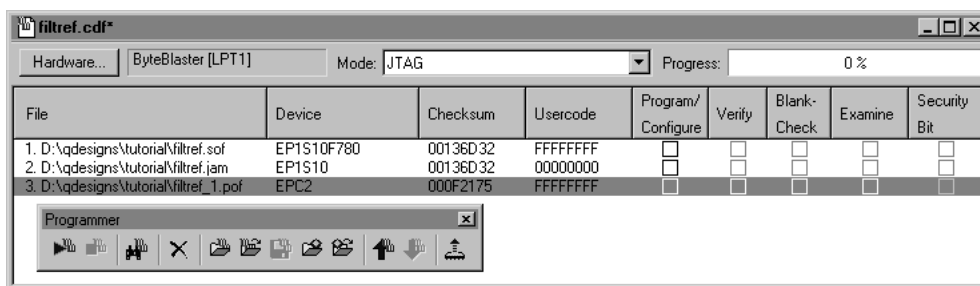 filtref.cdf*
Hardware... ByteBlaster [LPT1] Mode: JTAG Progress: 0 %
File Device Checksum Usercode Program/ Configure Verify Blank- Check Examine Security Bit
1. D:\qdesigns\tutorial\filtref.sof EP1S10F780 00136D32 FFFFFFFF
2. D:\qdesigns\tutorial\filtref.jam EP1S10 00136D32 00000000
3. D:\qdesigns\tutorial\filtref_1.pof EPC2 000F2175 FFFFFFFF
Programmer